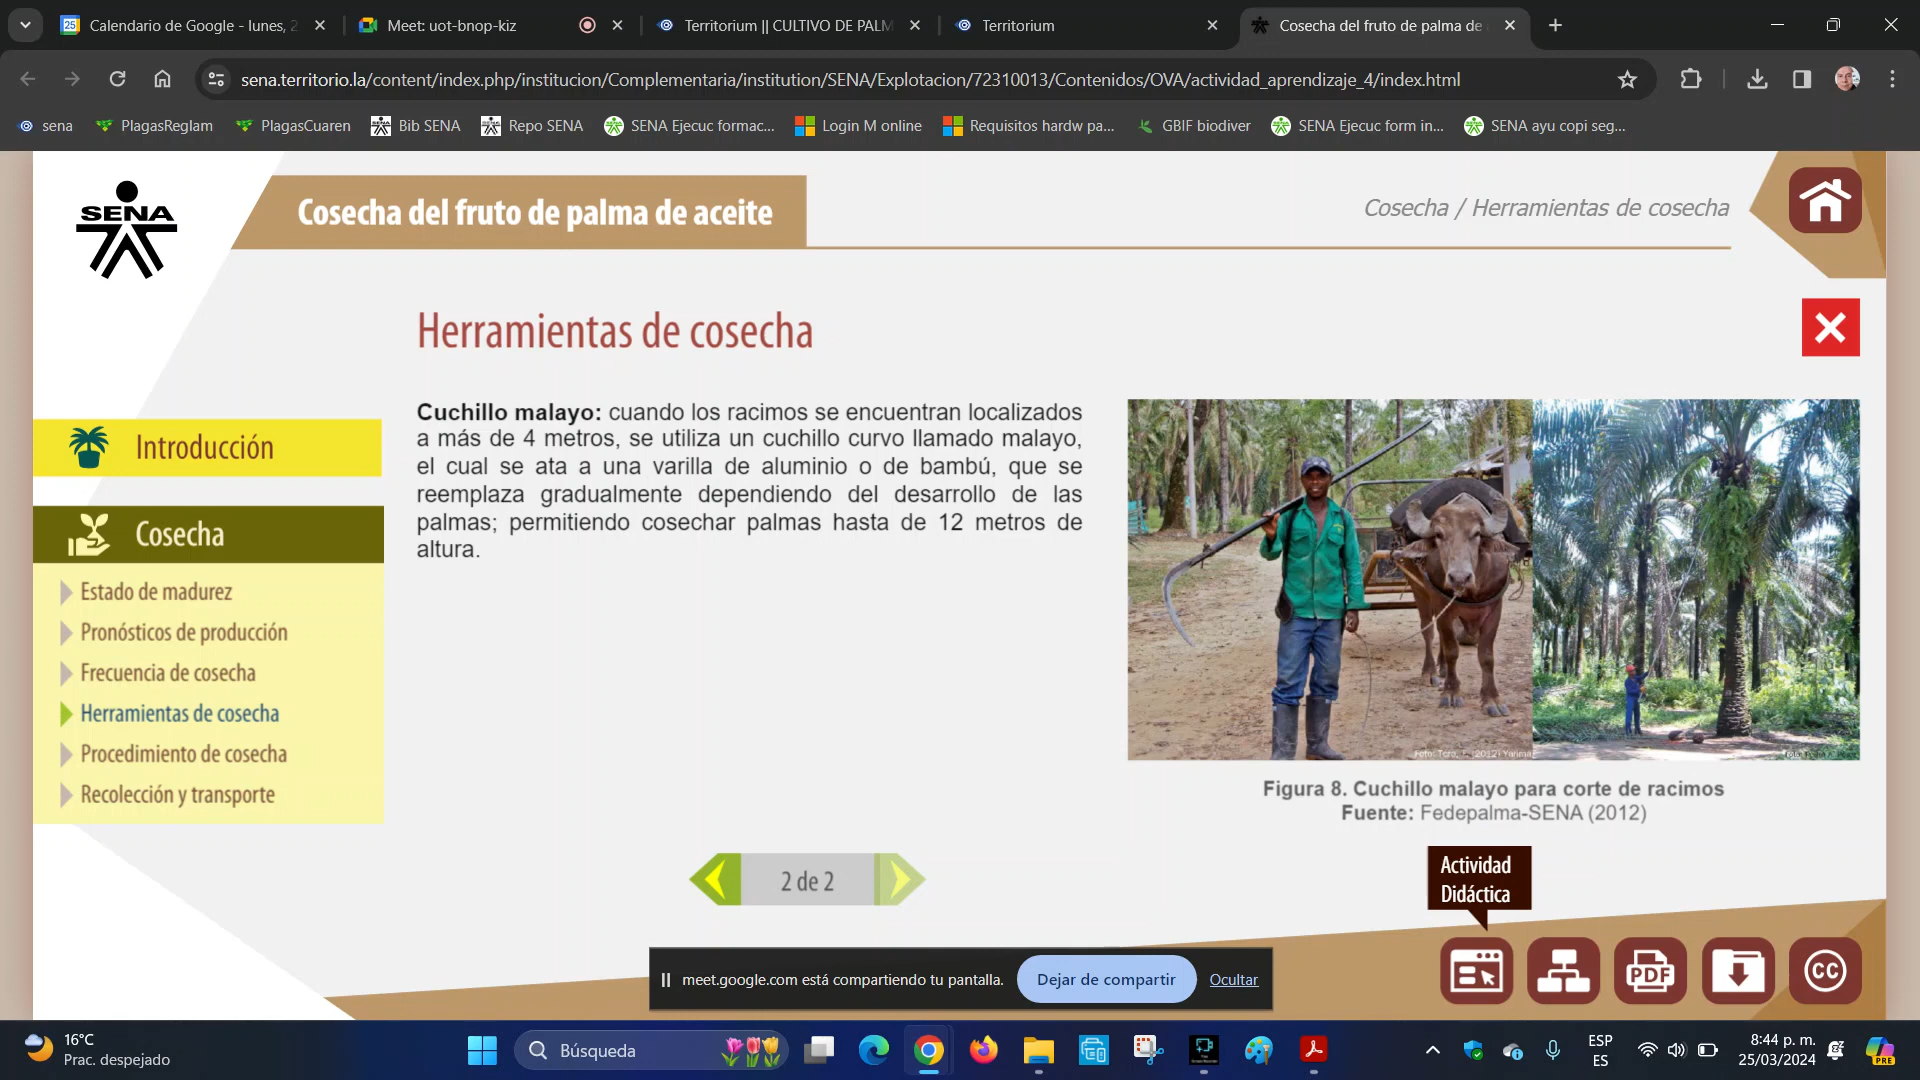 Calendario de Google - lunes, 2
Meet: uot-bnop-kiz
Territorium || CULTIVO DE PALM
Territorium
Cosecha del fruto de palma de
sena.territorio.la/content/index.php/institucion/Complementaria/institution/SENA/Explotacion/72310013/Contenidos/OVA/actividad_aprendizaje_4/index.html
sena
PlagasReglam
PlagasCuaren
Bib SENA
Repo SENA
SENA Ejecuc formac...
Login M online
Requisitos hardw pa...
GBIF biodiver
SENA Ejecuc form in...
SENA ayu copi seg...
SENA
Cosecha del fruto de palma de aceite
Cosecha / Herramientas de cosecha
Herramientas de cosecha
Introducción
Cosecha
Estado de madurez
Pronósticos de producción
Frecuencia de cosecha
Herramientas de cosecha
Procedimiento de cosecha
Recolección y transporte
Cuchillo malayo: cuando los racimos se encuentran localizados
a más de 4 metros, se utiliza un cuchillo curvo llamado malayo,
el cual se ata a una varilla de aluminio o de bambú, que se
reemplaza gradualmente dependiendo del desarrollo de las
palmas; permitiendo cosechar palmas hasta de 12 metros de
altura.
Foto: Toro, F. (2012) Yarima
Figura 8. Cuchillo malayo para corte de racimos
Fuente: Fedepalma-SENA (2012)
2 de 2
Actividad
Didáctica
PDF
CC
meet.google.com está compartiendo tu pantalla.
Dejar de compartir
Ocultar
16°C
Prac. despejado
Búsqueda
ESP
ES
8:44 p. m.
25/03/2024
PRE